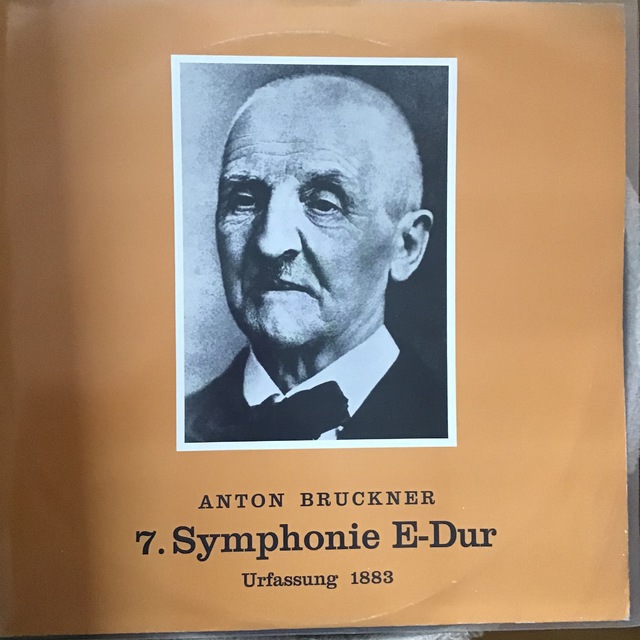 ANTON BRUCKNER
7. Symphonie E-Dur
Urfassung 1883